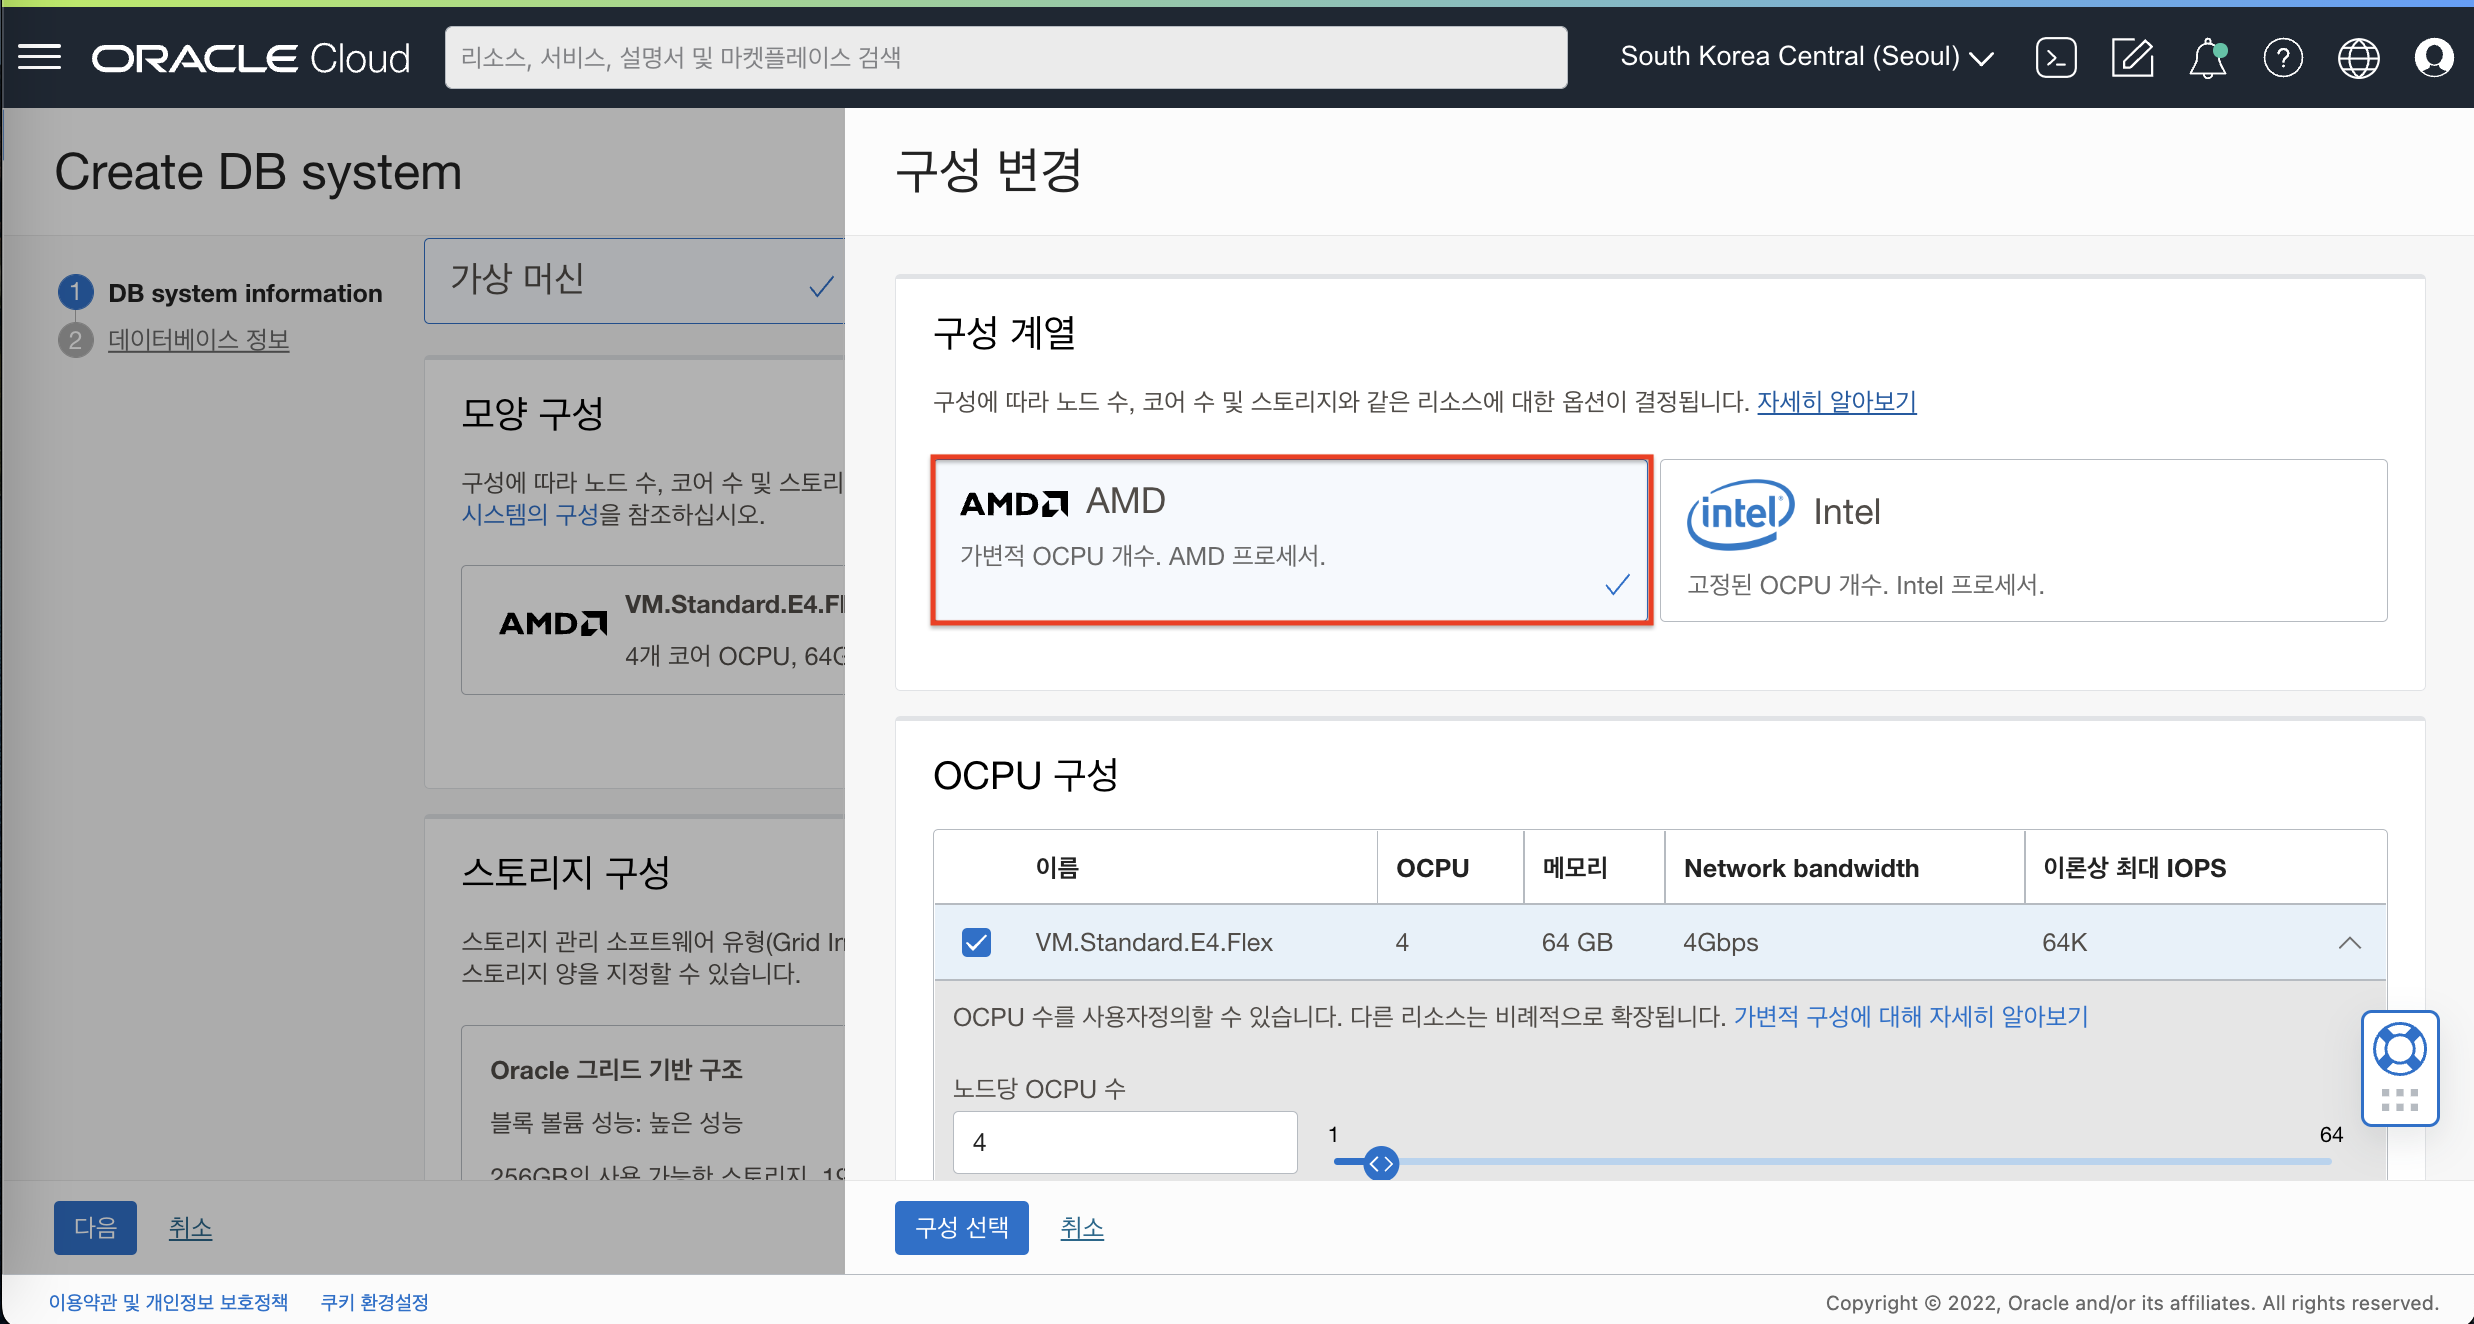 ORACLE Cloud
리소스, 서비스, 설명서 및 마켓플레이스 검색
South Korea Central (Seoul)
Create DB system
1 DB system information
2 데이터베이스 정보
가상 머신
모양 구성
구성에 따라 노드 수, 코어 수 및 스토리
시스템의 구성을 참조하십시오.
AMD
VM.Standard.E4.Fl
4개 코어 OCPU, 64G
스토리지 구성
스토리지 관리 소프트웨어 유형(Grid In
스토리지 양을 지정할 수 있습니다.
Oracle 그리드 기반 구조
블록 볼륨 성능: 높은 성능
256GB의 사용 가능한 스토리지, 19
다음
취소
구성 변경
구성 계열
구성에 따라 노드 수, 코어 수 및 스토리지와 같은 리소스에 대한 옵션이 결정됩니다. 자세히 알아보기
AMD AMD
가변적 OCPU 개수. AMD 프로세서.
intel Intel
고정된 OCPU 개수. Intel 프로세서.
OCPU 구성
이름 OCPU 메모리 Network bandwidth 이론상 최대 IOPS
VM.Standard.E4.Flex 4 64 GB 4Gbps 64K
OCPU 수를 사용자정의할 수 있습니다. 다른 리소스는 비례적으로 확장됩니다. 가변적 구성에 대해 자세히 알아보기
노드당 OCPU 수
4
1
64
구성 선택
취소
이용약관 및 개인정보 보호정책
쿠키 환경설정
Copyright © 2022, Oracle and/or its affiliates. All rights reserved.